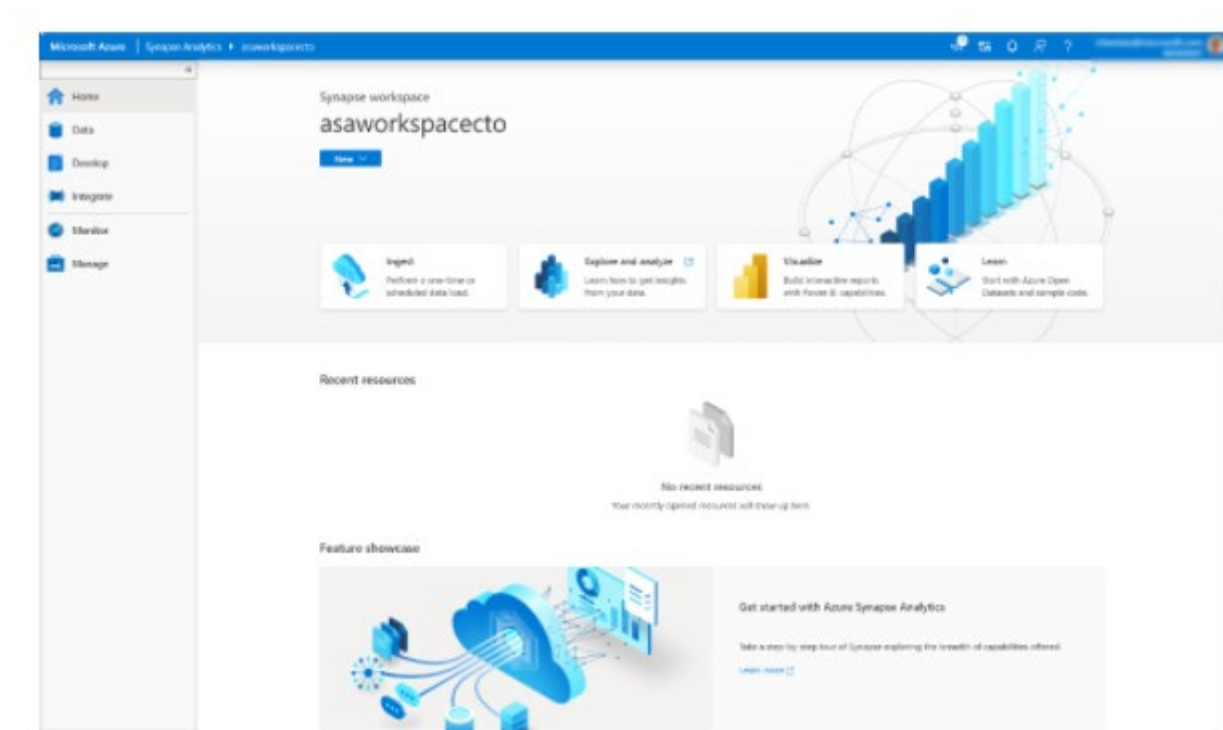 Microsoft Azure | Synapse Analytics ▸ asaworkspacecto
Home
Data
Develop
Integrate
Monitor
Manage
Synapse workspace
asaworkspacecto
New
Ingest
Perform a one-time or
scheduled data load.
Explore and analyze
Learn how to get insights
from your data.
Visualize
Build interactive reports
with Power BI capabilities.
Learn
Start with Azure Open
Datasets and sample code.
Recent resources
No recent resources
Your recently opened resources will show up here.
Feature showcase
Get started with Azure Synapse Analytics
Take a step by step tour of Synapse exploring the breadth of capabilities offered.
Learn more